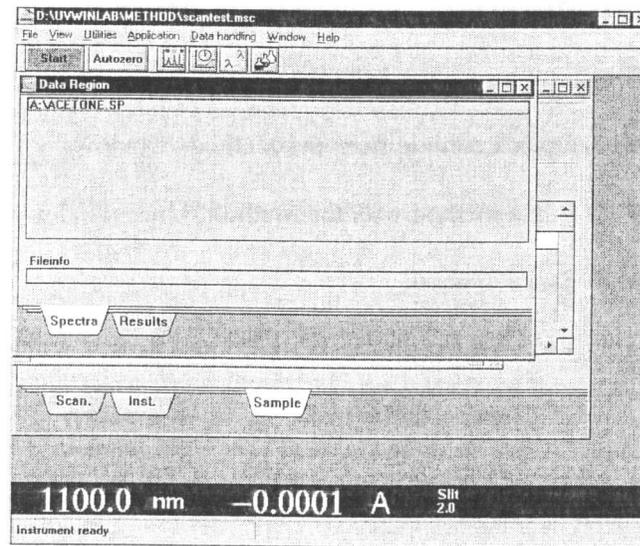 D:\UVWINLAB\METHOD\scantest.msc
File View Utilities Application Data handling Window Help
Start Autozero λ λ
Data Region
A:\ACETONE.SP
Fileinfo
Spectra Results
Scan. Inst. Sample
1100.0 nm -0.0001 A Slit 2.0
Instrument ready